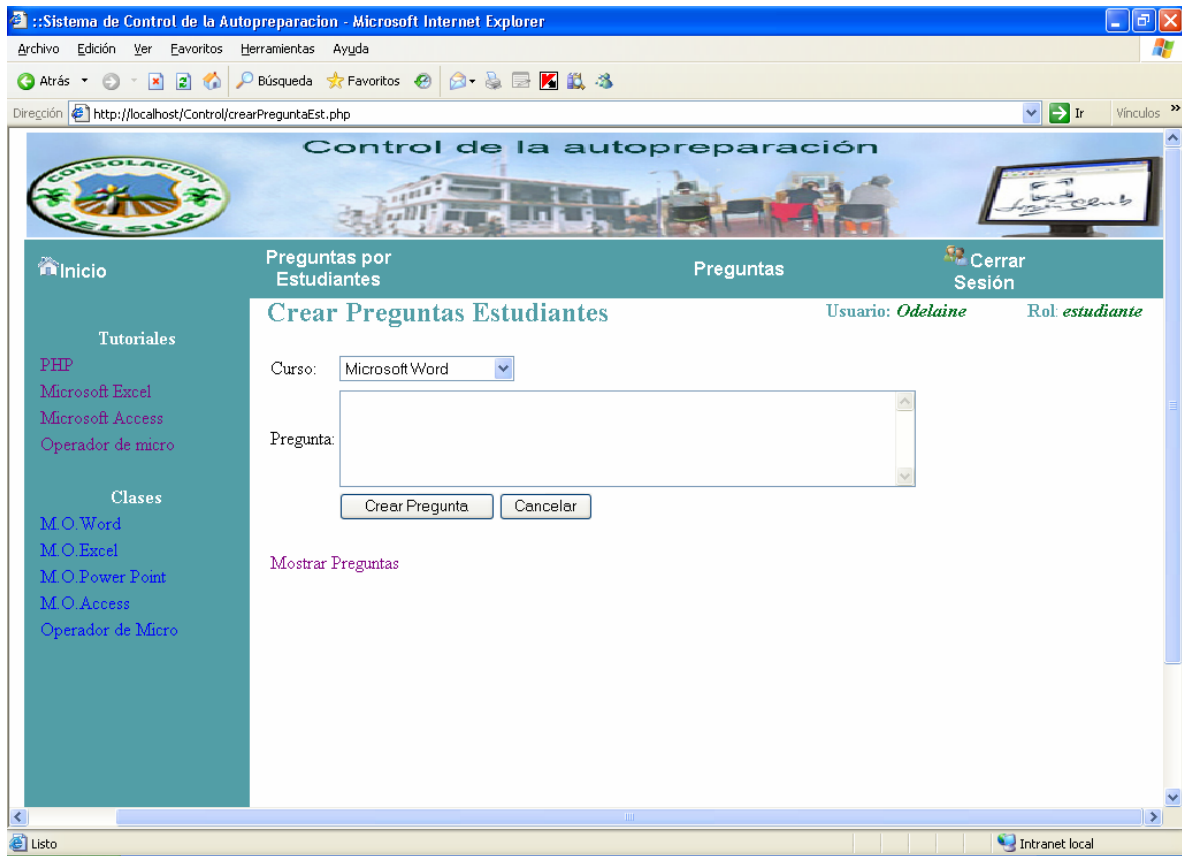 ::Sistema de Control de la Autopreparacion - Microsoft Internet Explorer
Archivo Edición Ver Favoritos Herramientas Ayuda
Atrás Búsqueda Favoritos
Dirección http://localhost/Control/crearPreguntaEst.php Ir Vínculos »
Control de la autopreparación
CONSOLACION
DEL SUR
Joven Club
Inicio
Preguntas por
Estudiantes
Preguntas
Cerrar
Sesión
Crear Preguntas Estudiantes
Usuario: Odelaine Rol: estudiante
Tutoriales
PHP
Microsoft Excel
Microsoft Access
Operador de micro
Clases
M.O.Word
M.O.Excel
M.O.Power Point
M.O.Access
Operador de Micro
Curso: Microsoft Word
Pregunta:
Crear Pregunta Cancelar
Mostrar Preguntas
Listo Intranet local